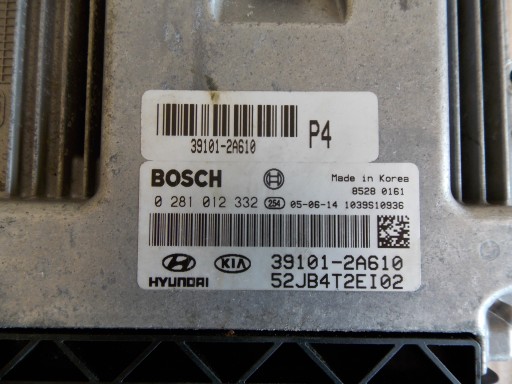 39101-2A610 P4
BOSCH Made in Korea
8528 0161
0 281 012 332 254 05-06-14 1039S10936
HYUNDAI KIA 39101-2A610
52JB4T2EI02